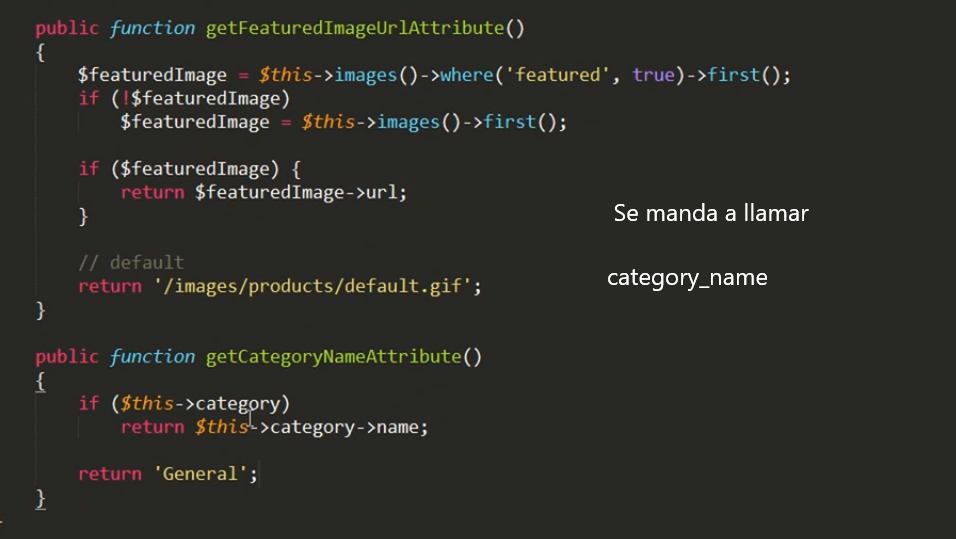 public function getFeaturedImageUrlAttribute()
{
$featuredImage = $this->images()->where('featured', true)->first();
if (!$featuredImage)
$featuredImage = $this->images()->first();
if ($featuredImage) {
return $featuredImage->url;
}
// default
return '/images/products/default.gif';
}
public function getCategoryNameAttribute()
{
if ($this->category)
return $this->category->name;
return 'General';
}
Se manda a llamar
category_name